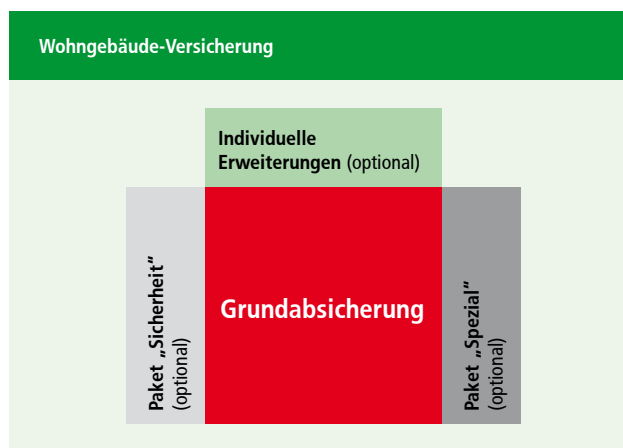 Wohngebäude-Versicherung
Individuelle
Erweiterungen (optional)
Paket „Sicherheit“
(optional)
Grundabsicherung
Paket „Spezial“
(optional)